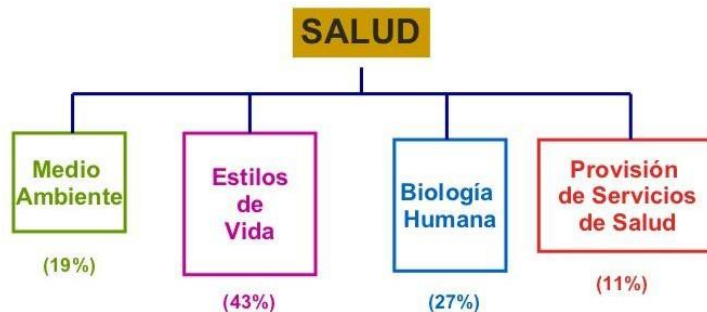 SALUD
Medio
Ambiente
(19%)
Estilos
de
Vida
(43%)
Biología
Humana
(27%)
Provisión
de Servicios
de Salud
(11%)